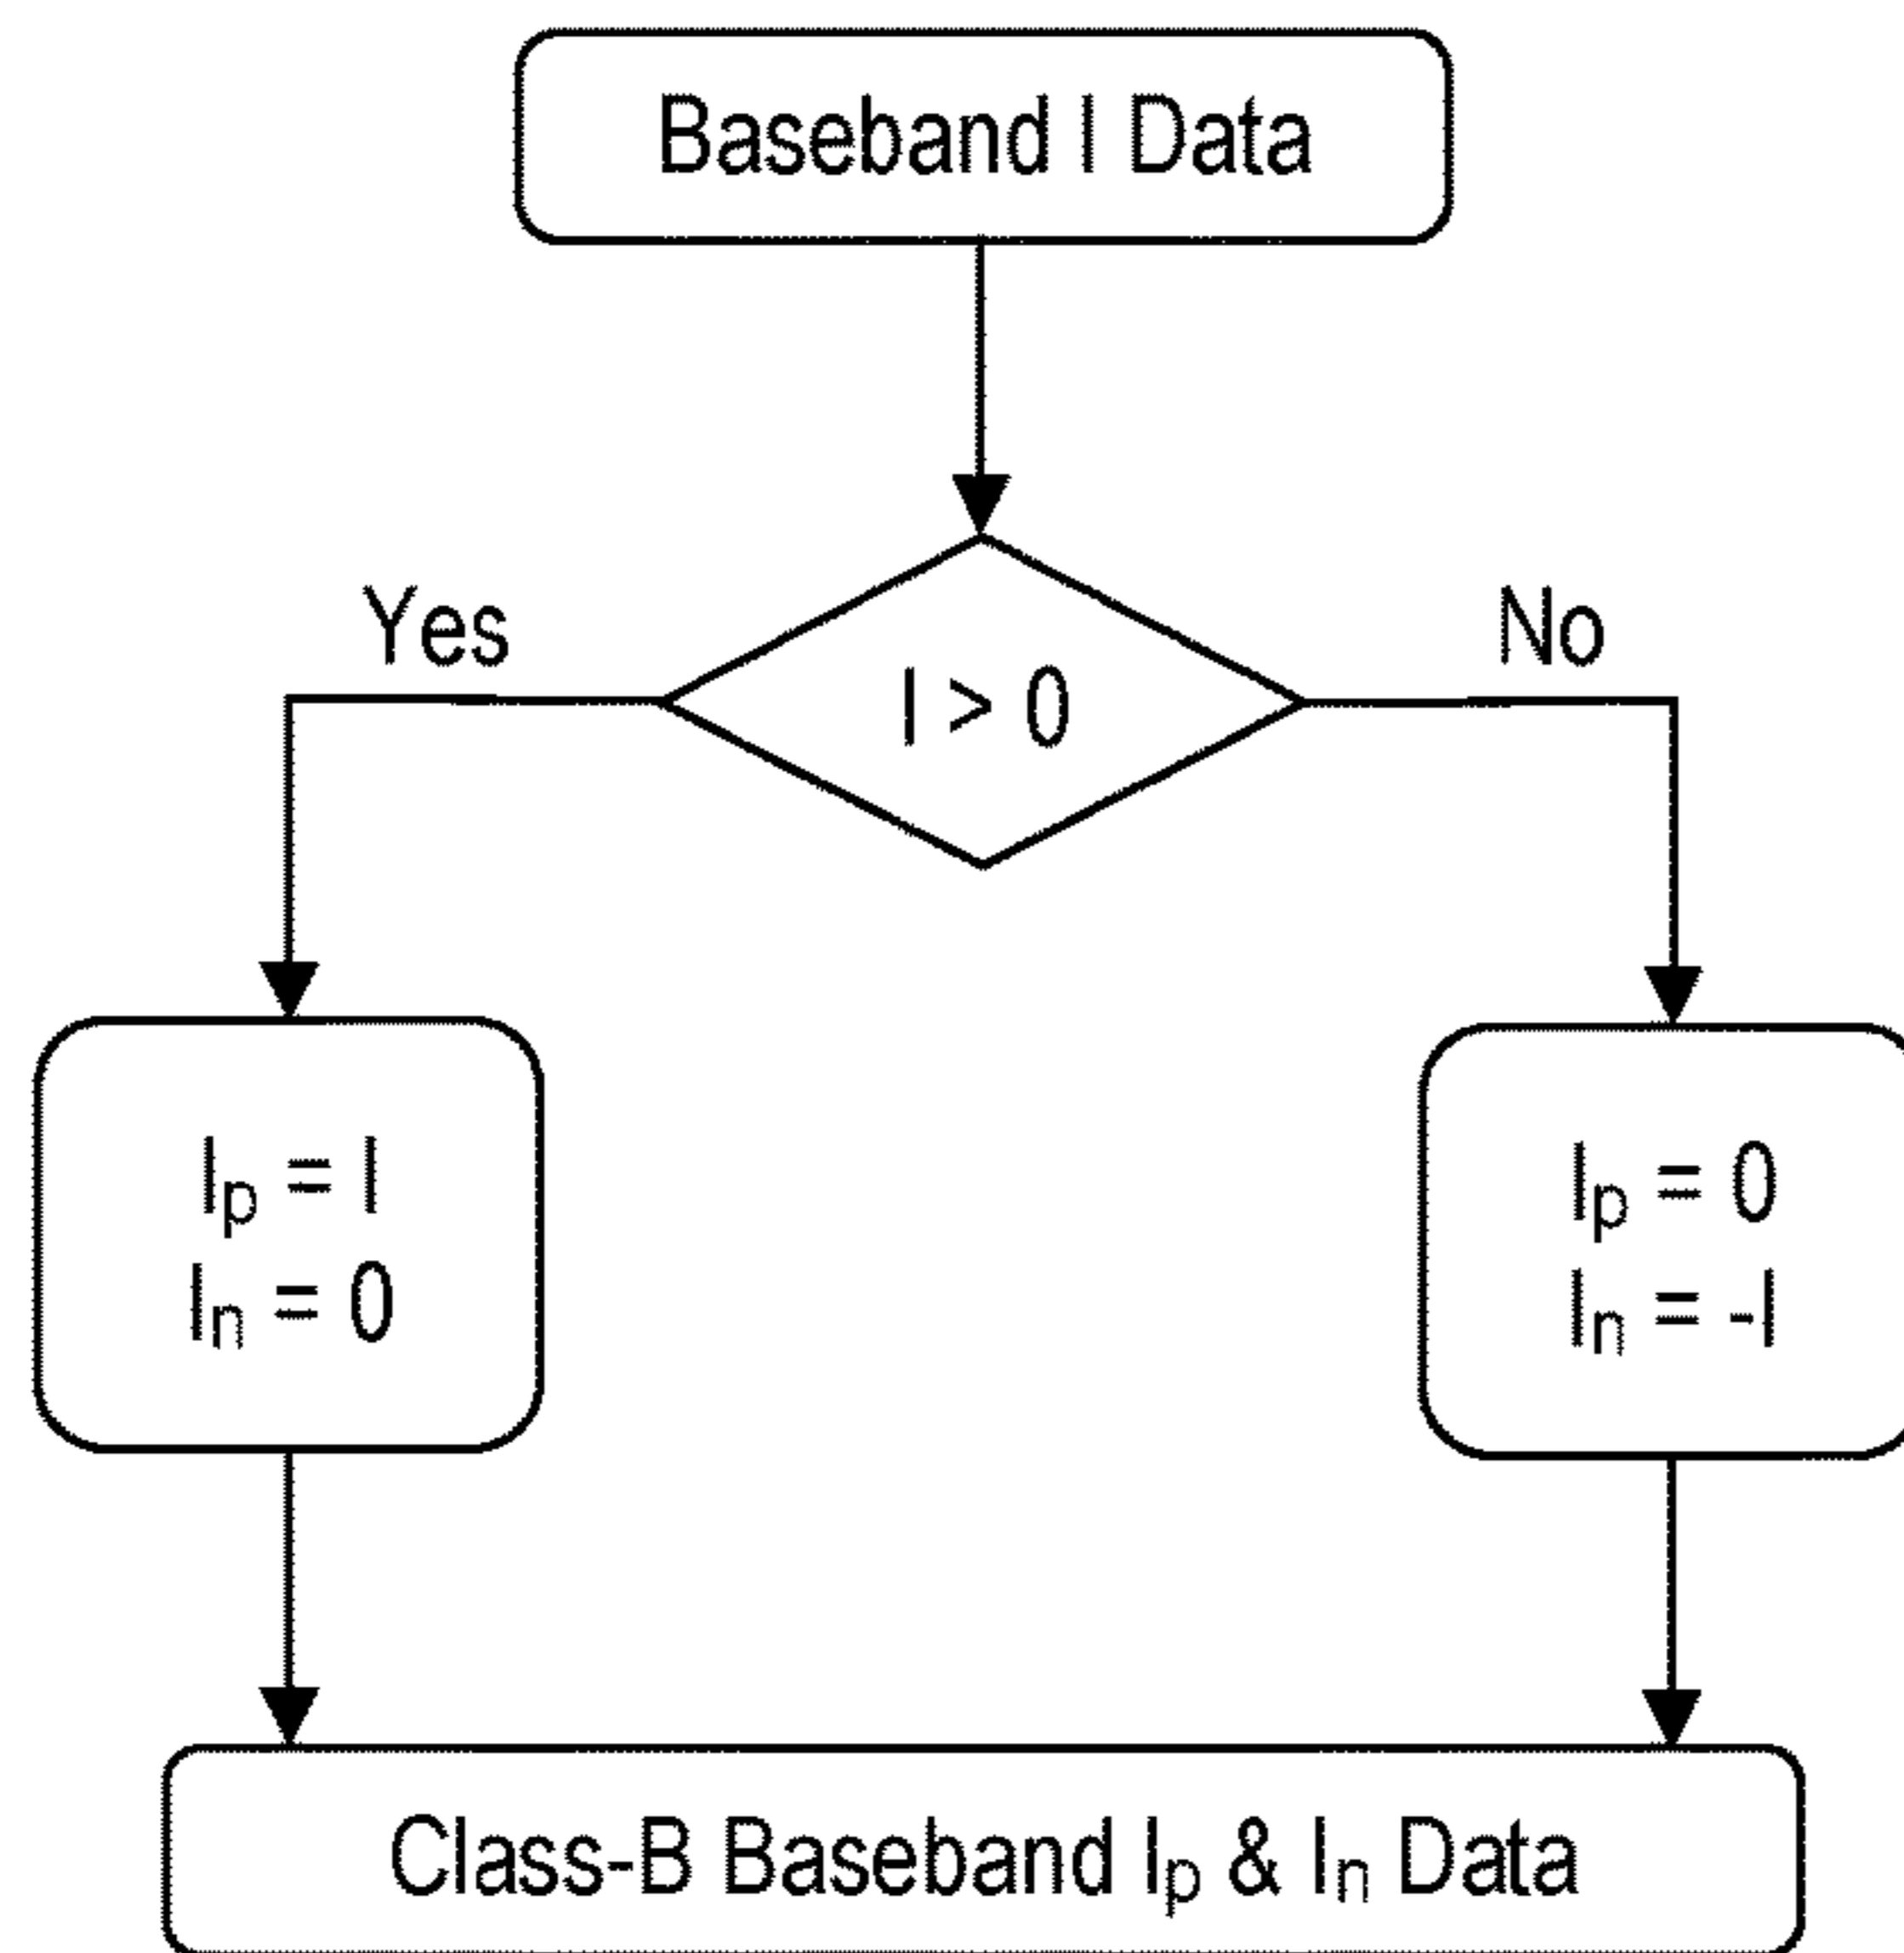 Baseband I Data
Yes
No
I > 0
Iₚ = I
Iₙ = 0
Iₚ = 0
Iₙ = -I
Class-B Baseband Iₚ & Iₙ Data